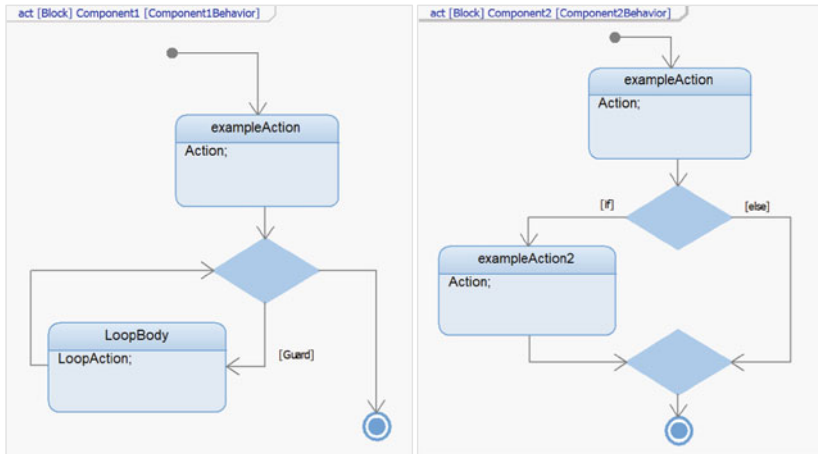 act [Block] Component1 [Component1Behavior]
exampleAction
Action;
LoopBody
LoopAction;
[Guard]
act [Block] Component2 [Component2Behavior]
exampleAction
Action;
[If]
[else]
exampleAction2
Action;